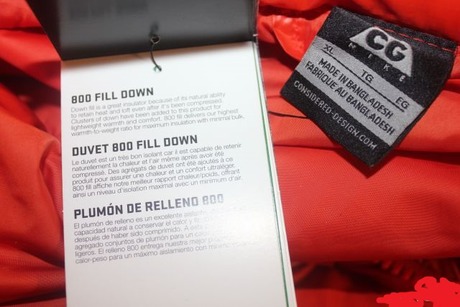 800 FILL DOWN
Down fill is a great insulator because of its natural ability
to retain heat and loft even after it's been compressed.
Clusters of down have been added to this product for
lightweight warmth and comfort. 800 fill delivers our highest
warmth-to-weight ratio for maximum insulation with minimal bulk.
DUVET 800 FILL DOWN
Le duvet est un très bon isolant car il est capable de retenir
naturellement la chaleur et l'air même après avoir été
compressé. Des agrégats de duvet ont été ajoutés à ce
produit pour assurer une chaleur et un confort ultraléger.
800 fill affiche notre meilleur rapport chaleur/poids, offrant
ainsi un niveau d'isolation maximal avec un minimum d'air
PLUMÓN DE RELLENO 800
El plumón de relleno es un excelente
capacidad natural a conservar el calor y
después de haber sido comprimido. A
agregado conjuntos de plumón para un
ligeros. El relleno 800 entrega nuestra mejor
calor-peso para un máximo aislamiento con
CG
NIKE
XL TG EG
MADE IN BANGLADESH
FABRIQUE AU BANGLADESH
CONSIDERED-DESIGN.COM